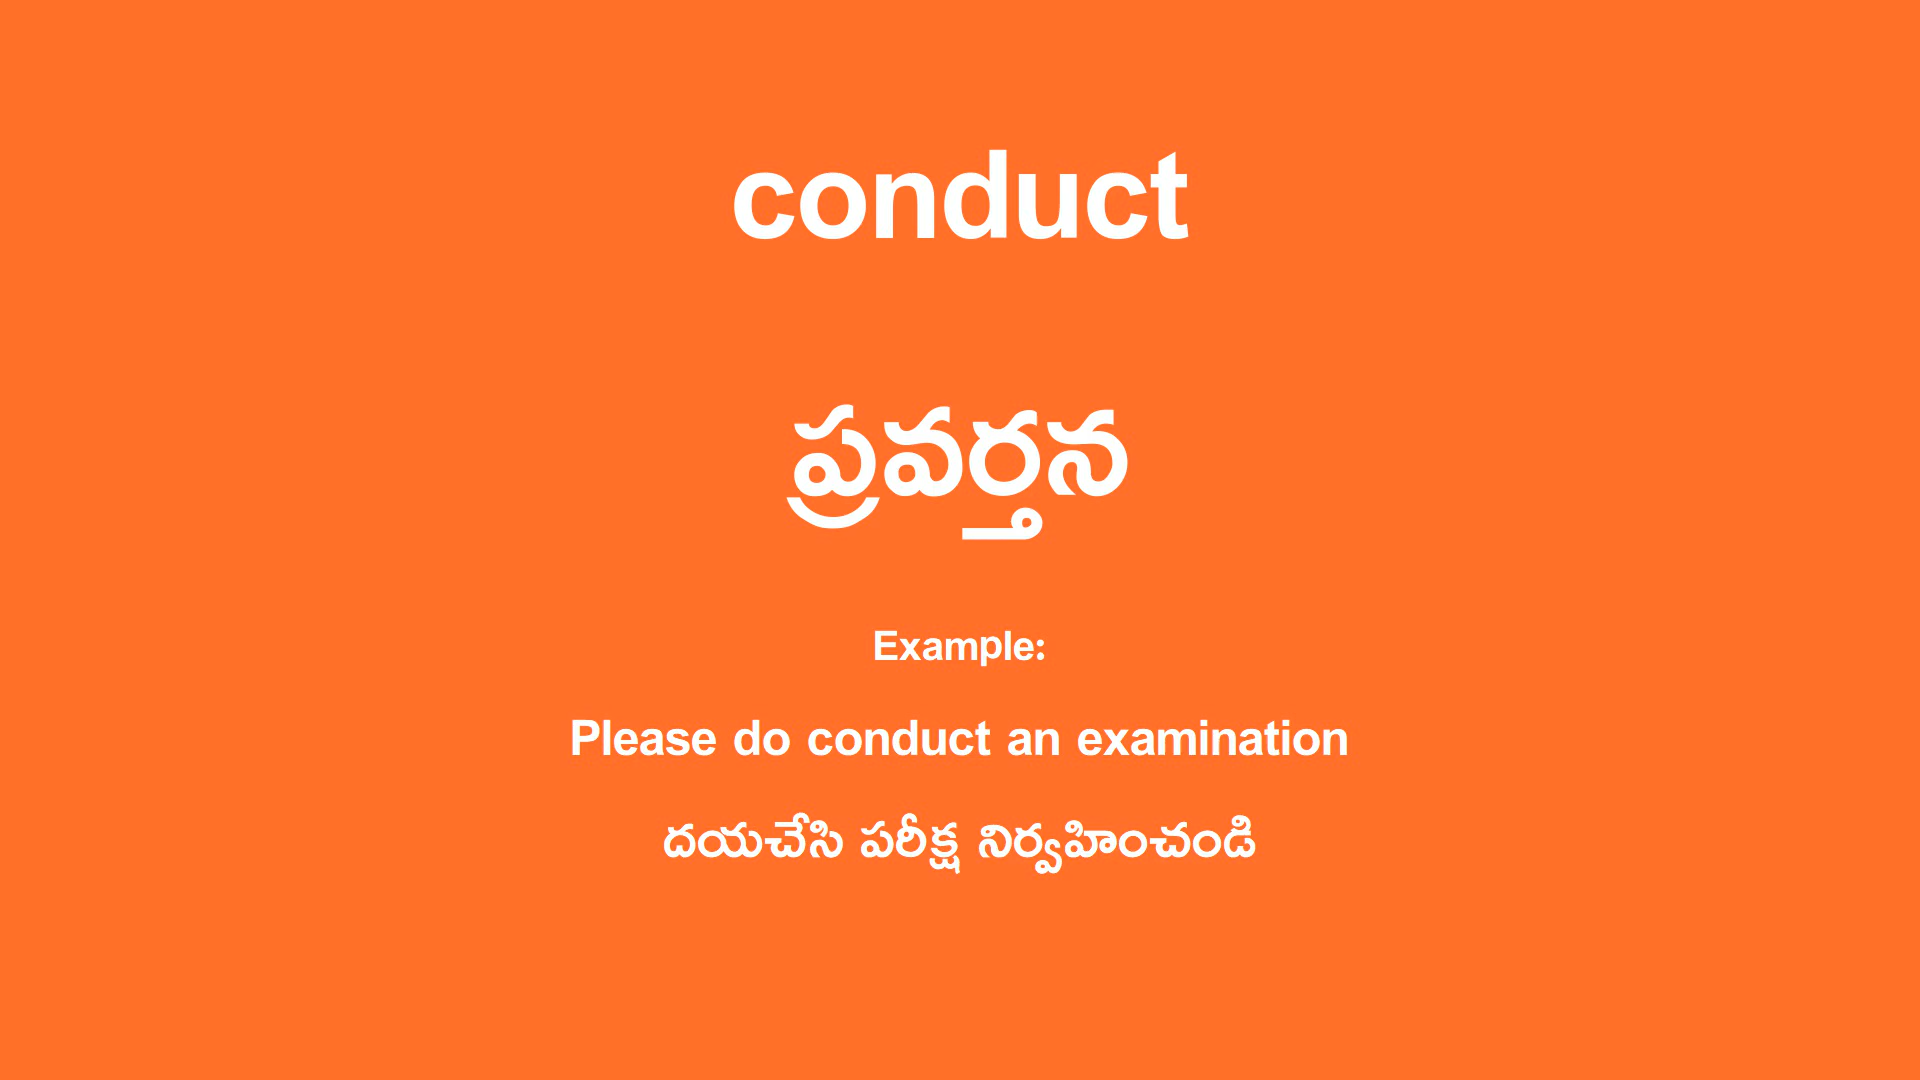 conduct
ప్రవర్తన
Example:
Please do conduct an examination
దయచేసి పరీక్ష నిర్వహించండి